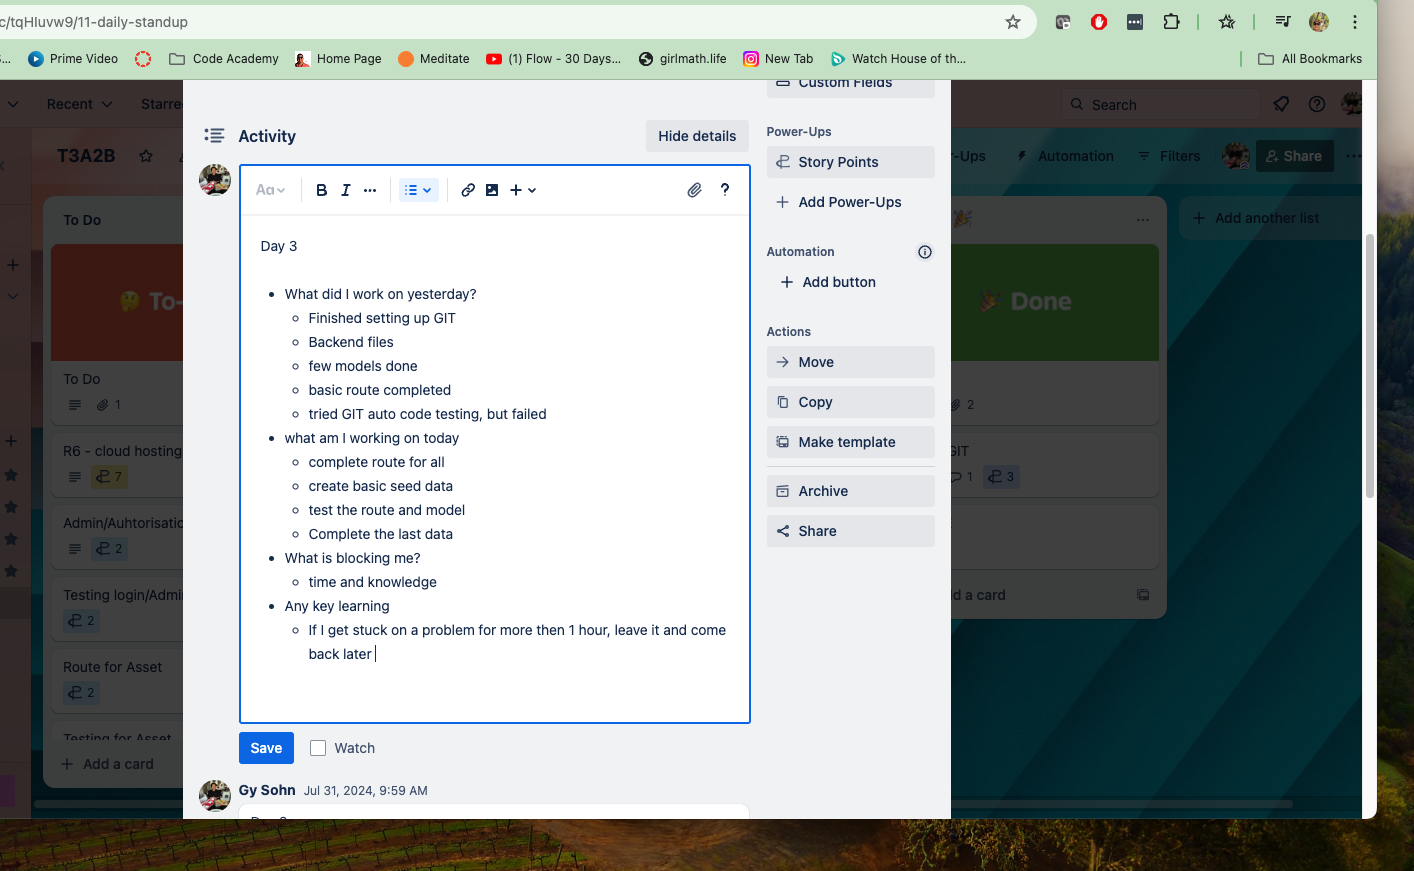 c/tqHIuvw9/11-daily-standup
Prime Video
Code Academy
Home Page
Meditate
(1) Flow - 30 Days...
girlmath.life
New Tab
Watch House of th...
All Bookmarks
Recent
Starre
Search
Custom Fields
Activity
Hide details
Power-Ups
T3A2B
r-Ups
Automation
Filters
Share
Aa
B I ...
?
Story Points
Add Power-Ups
To Do
Add another list
Day 3
Automation
Add button
What did I work on yesterday?
Finished setting up GIT
Backend files
few models done
basic route completed
tried GIT auto code testing, but failed
what am I working on today
complete route for all
create basic seed data
test the route and model
Complete the last data
What is blocking me?
time and knowledge
Any key learning
If I get stuck on a problem for more then 1 hour, leave it and come
back later
To-
Done
Actions
Move
Copy
Make template
Archive
Share
To Do
1
2
R6 - cloud hosting
7
GIT
1
3
Admin/Auhtorisatio
2
Testing login/Admi
2
d a card
Route for Asset
2
Testing for Asset
Add a card
Save
Watch
Gy Sohn Jul 31, 2024, 9:59 AM